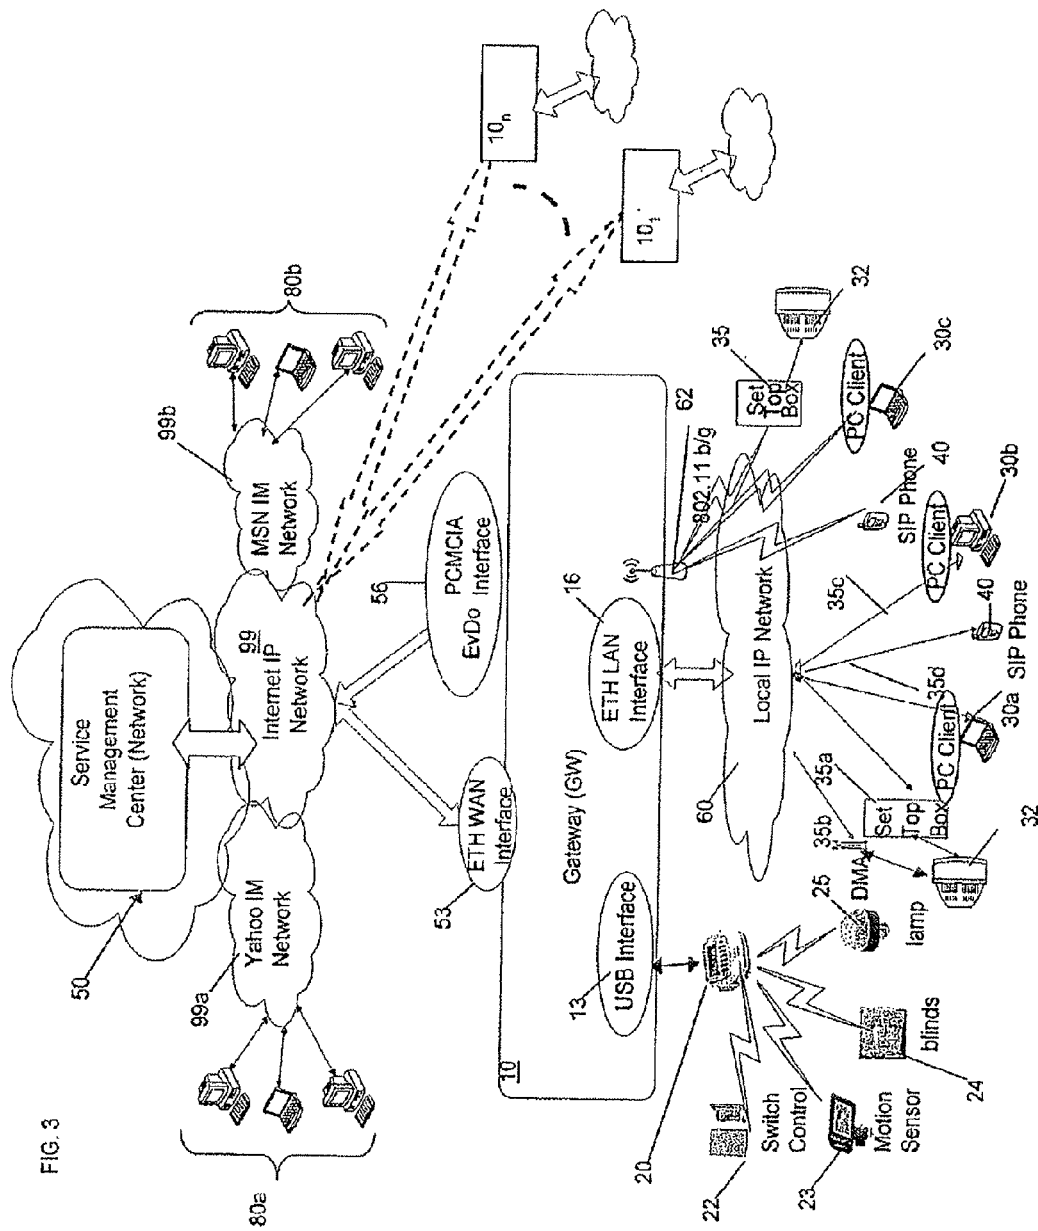 FIG. 3
80a
99a
Yahoo IM
Network
50
Service
Management
Center (Network)
99
Internet IP
Network
99b
MSN IM
Network
80b
53
ETH WAN
Interface
56
PCMCIA
EvDo Interface
10n
101
10
Gateway (GW)
13
USB Interface
16
ETH LAN
Interface
62
802.11 b/g
60
Local IP Network
20
22
Switch
Control
23
Motion
Sensor
24
blinds
25
lamp
DMA
35b
35a
Set
Top
Box
32
PC Client
30a
35d
SIP Phone
40
35c
PC Client
30b
SIP Phone
40
PC Client
30c
35
Set
Top
Box
32